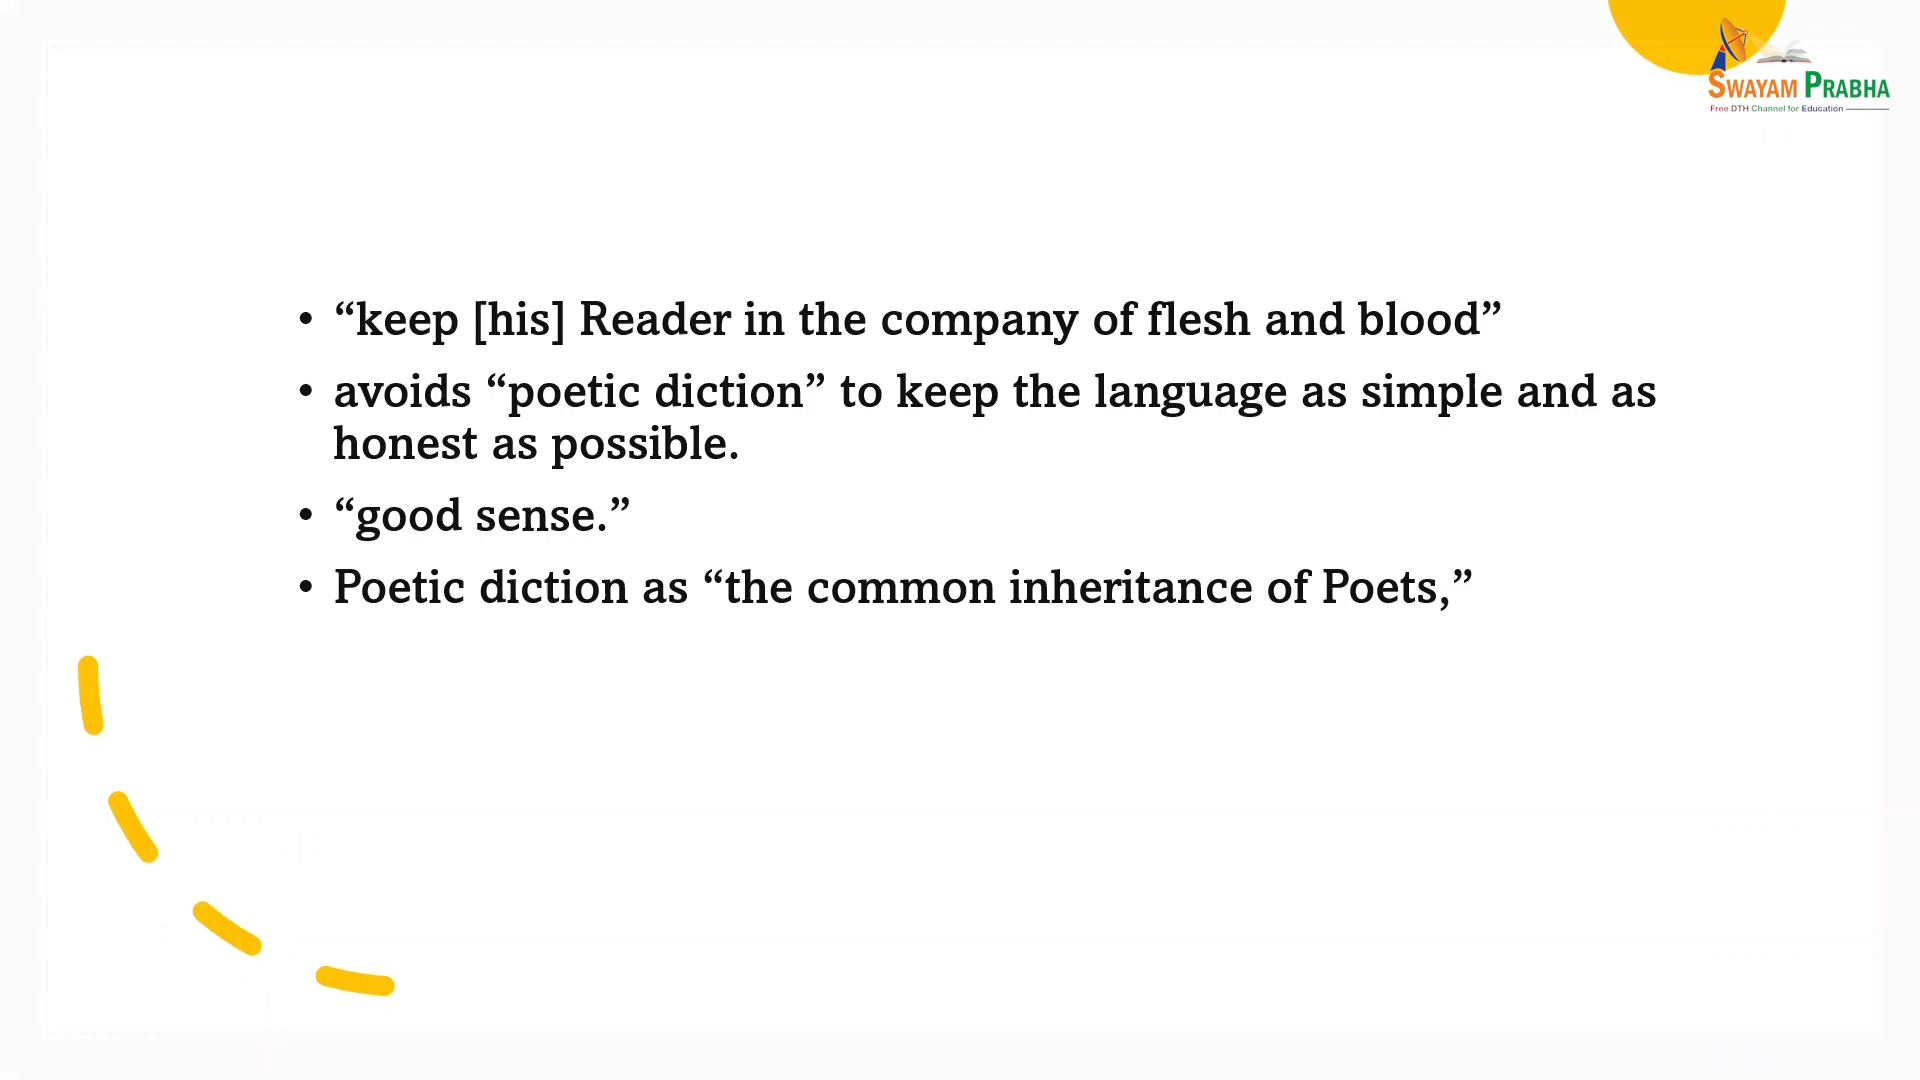 SWAYAM PRABHA
Free DTH Channel for Education
• “keep [his] Reader in the company of flesh and blood”
• avoids “poetic diction” to keep the language as simple and as
honest as possible.
• “good sense.”
• Poetic diction as “the common inheritance of Poets,”